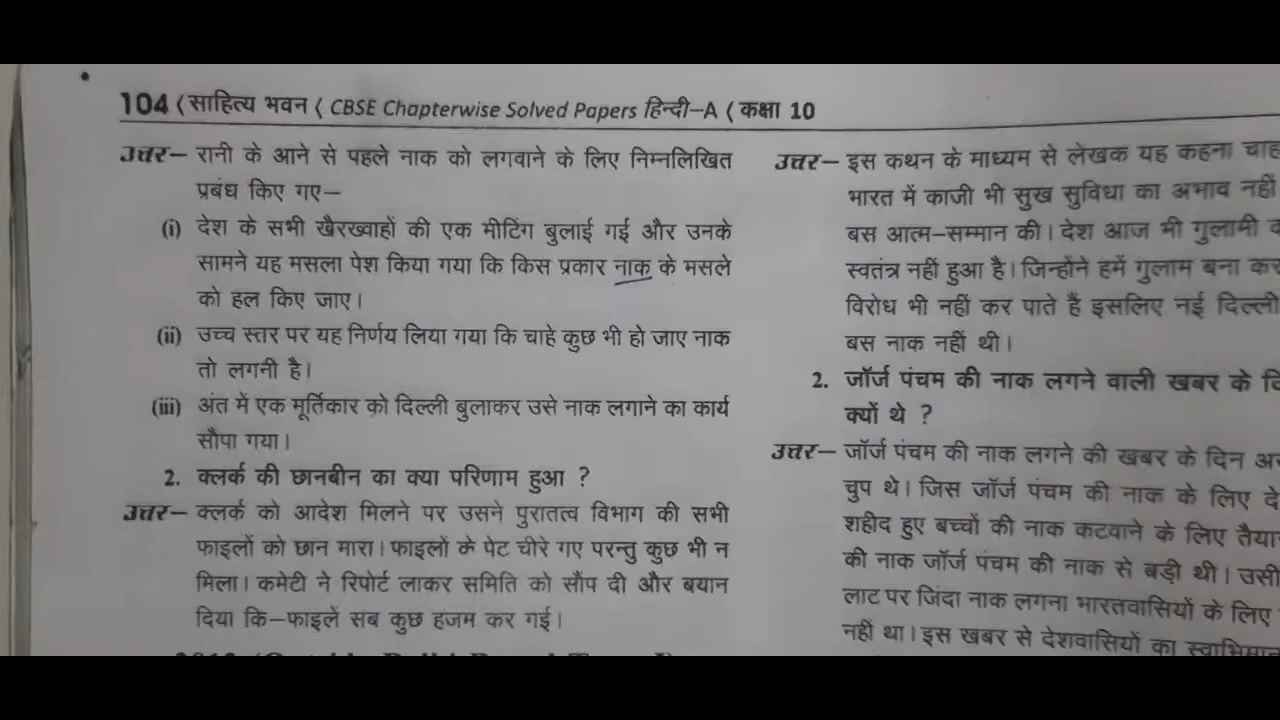 104 ⟨ साहित्य भवन ⟨ CBSE Chapterwise Solved Papers हिन्दी–A ⟨ कक्षा 10
उत्तर– रानी के आने से पहले नाक को लगवाने के लिए निम्नलिखित
प्रबंध किए गए–
(i) देश के सभी खैरख्वाहों की एक मीटिंग बुलाई गई और उनके
सामने यह मसला पेश किया गया कि किस प्रकार नाक के मसले
को हल किए जाए।
(ii) उच्च स्तर पर यह निर्णय लिया गया कि चाहे कुछ भी हो जाए नाक
तो लगनी है।
(iii) अंत में एक मूर्तिकार को दिल्ली बुलाकर उसे नाक लगाने का कार्य
सौपा गया।
2. क्लर्क की छानबीन का क्या परिणाम हुआ ?
उत्तर– क्लर्क को आदेश मिलने पर उसने पुरातत्व विभाग की सभी
फाइलों को छान मारा। फाइलों के पेट चीरे गए परन्तु कुछ भी न
मिला। कमेटी ने रिपोर्ट लाकर समिति को सौंप दी और बयान
दिया कि–फाइलें सब कुछ हजम कर गई।
उत्तर– इस कथन के माध्यम से लेखक यह कहना
भारत में काजी भी सुख सुविधा का अभाव नहीं
बस आत्म–सम्मान की। देश आज भी गुलामी
स्वतंत्र नहीं हुआ है। जिन्होंने हमें गुलाम बना
विरोध भी नहीं कर पाते हैं इसलिए नई दिल्ली
बस नाक नहीं थी।
2. जॉर्ज पंचम की नाक लगने वाली खबर के
क्यों थे ?
उत्तर– जॉर्ज पंचम की नाक लगने की खबर के दिन
चुप थे। जिस जॉर्ज पंचम की नाक के लिए
शहीद हुए बच्चों की नाक कटवाने के लिए
की नाक जॉर्ज पंचम की नाक से बड़ी थी। उसी
लाट पर जिंदा नाक लगना भारतवासियों के लिए
नहीं था। इस खबर से देशवासियों का